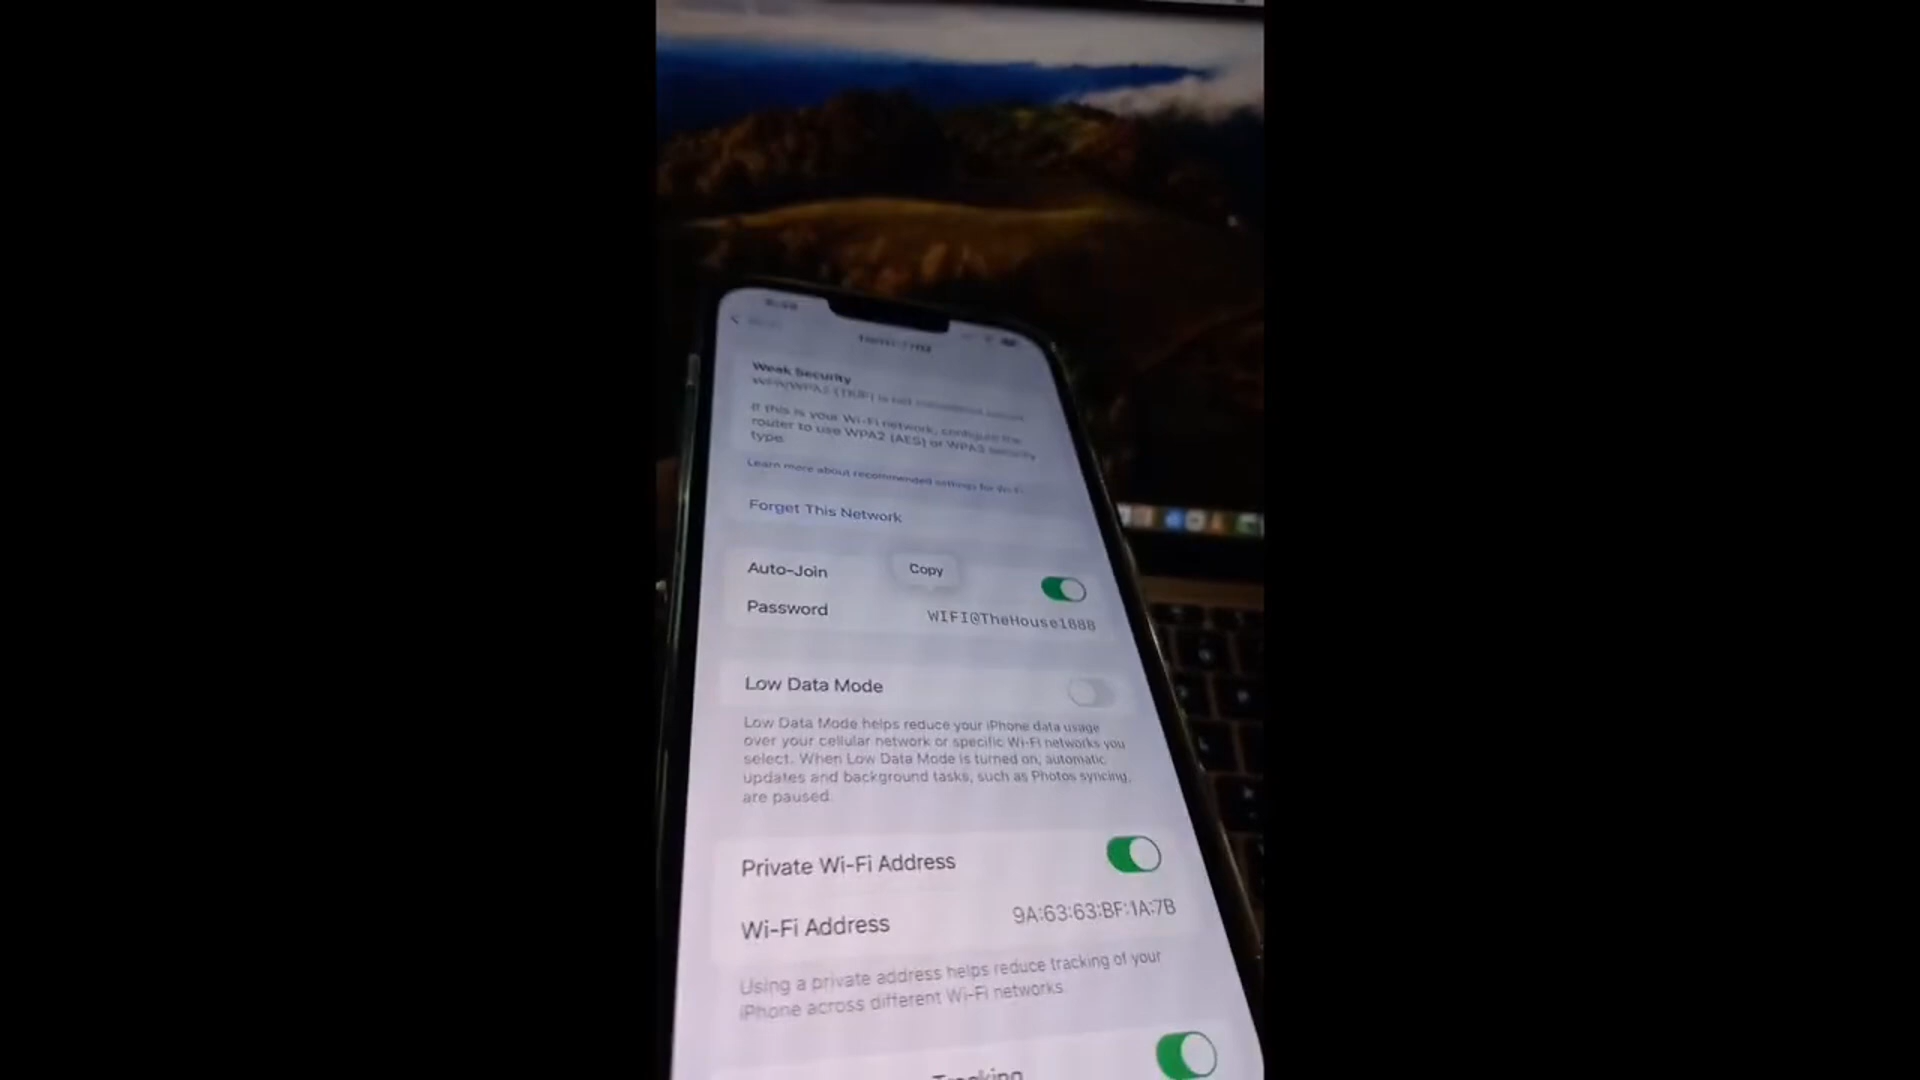 Weak Security
WPA/WPA2 (TKIP) is not considered secure.
If this is your Wi-Fi network, configure the
router to use WPA2 (AES) or WPA3 security
type.
Learn more about recommended settings for Wi-Fi
Forget This Network
Copy
Auto-Join
Password WIFI@TheHouse1888
Low Data Mode
Low Data Mode helps reduce your iPhone data usage
over your cellular network or specific Wi-Fi networks you
select. When Low Data Mode is turned on, automatic
updates and background tasks, such as Photos syncing,
are paused.
Private Wi-Fi Address
Wi-Fi Address 9A:63:63:BF:1A:7B
Using a private address helps reduce tracking of your
iPhone across different Wi-Fi networks.
Tracking